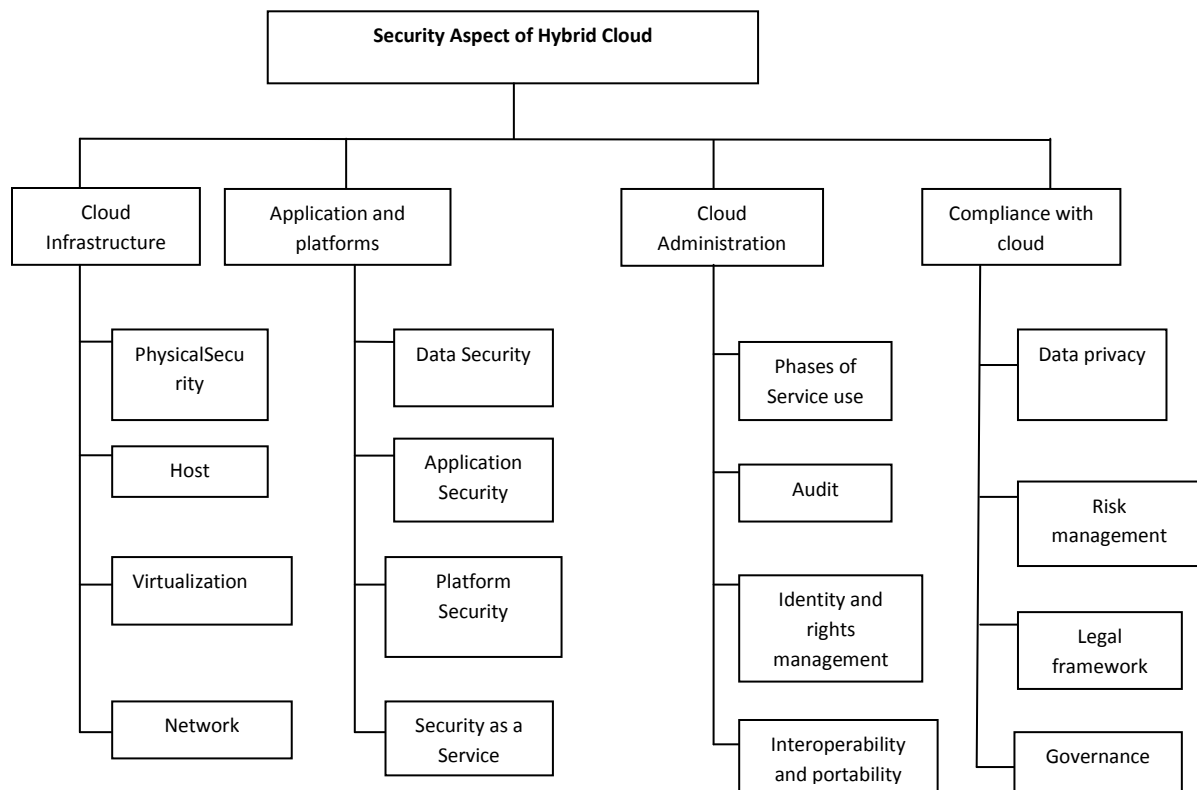 Security Aspect of Hybrid Cloud
Cloud
Infrastructure
Application and
platforms
Cloud
Administration
Compliance with
cloud
PhysicalSecu
rity
Host
Virtualization
Network
Data Security
Application
Security
Platform
Security
Security as a
Service
Phases of
Service use
Audit
Identity and
rights
management
Interoperability
and portability
Data privacy
Risk
management
Legal
framework
Governance